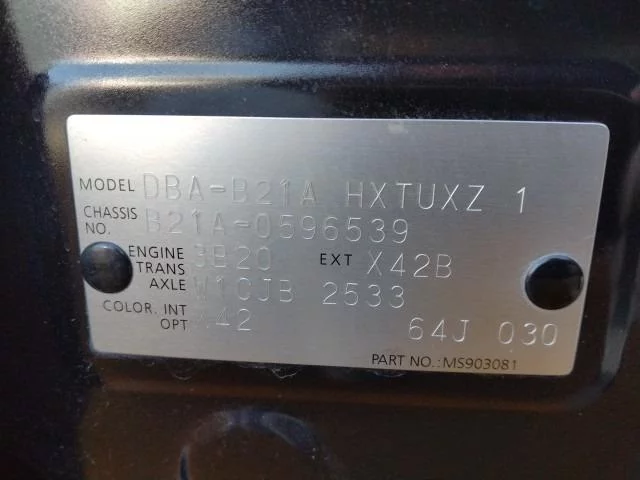 MODEL DBA-B21A HXTUXZ 1
CHASSIS NO. B21A-0596539
ENGINE 3B20 EXT X42B
TRANS AXLE W10JB 2533
COLOR. INT 42
OPT 64J 030
PART NO.:MS903081